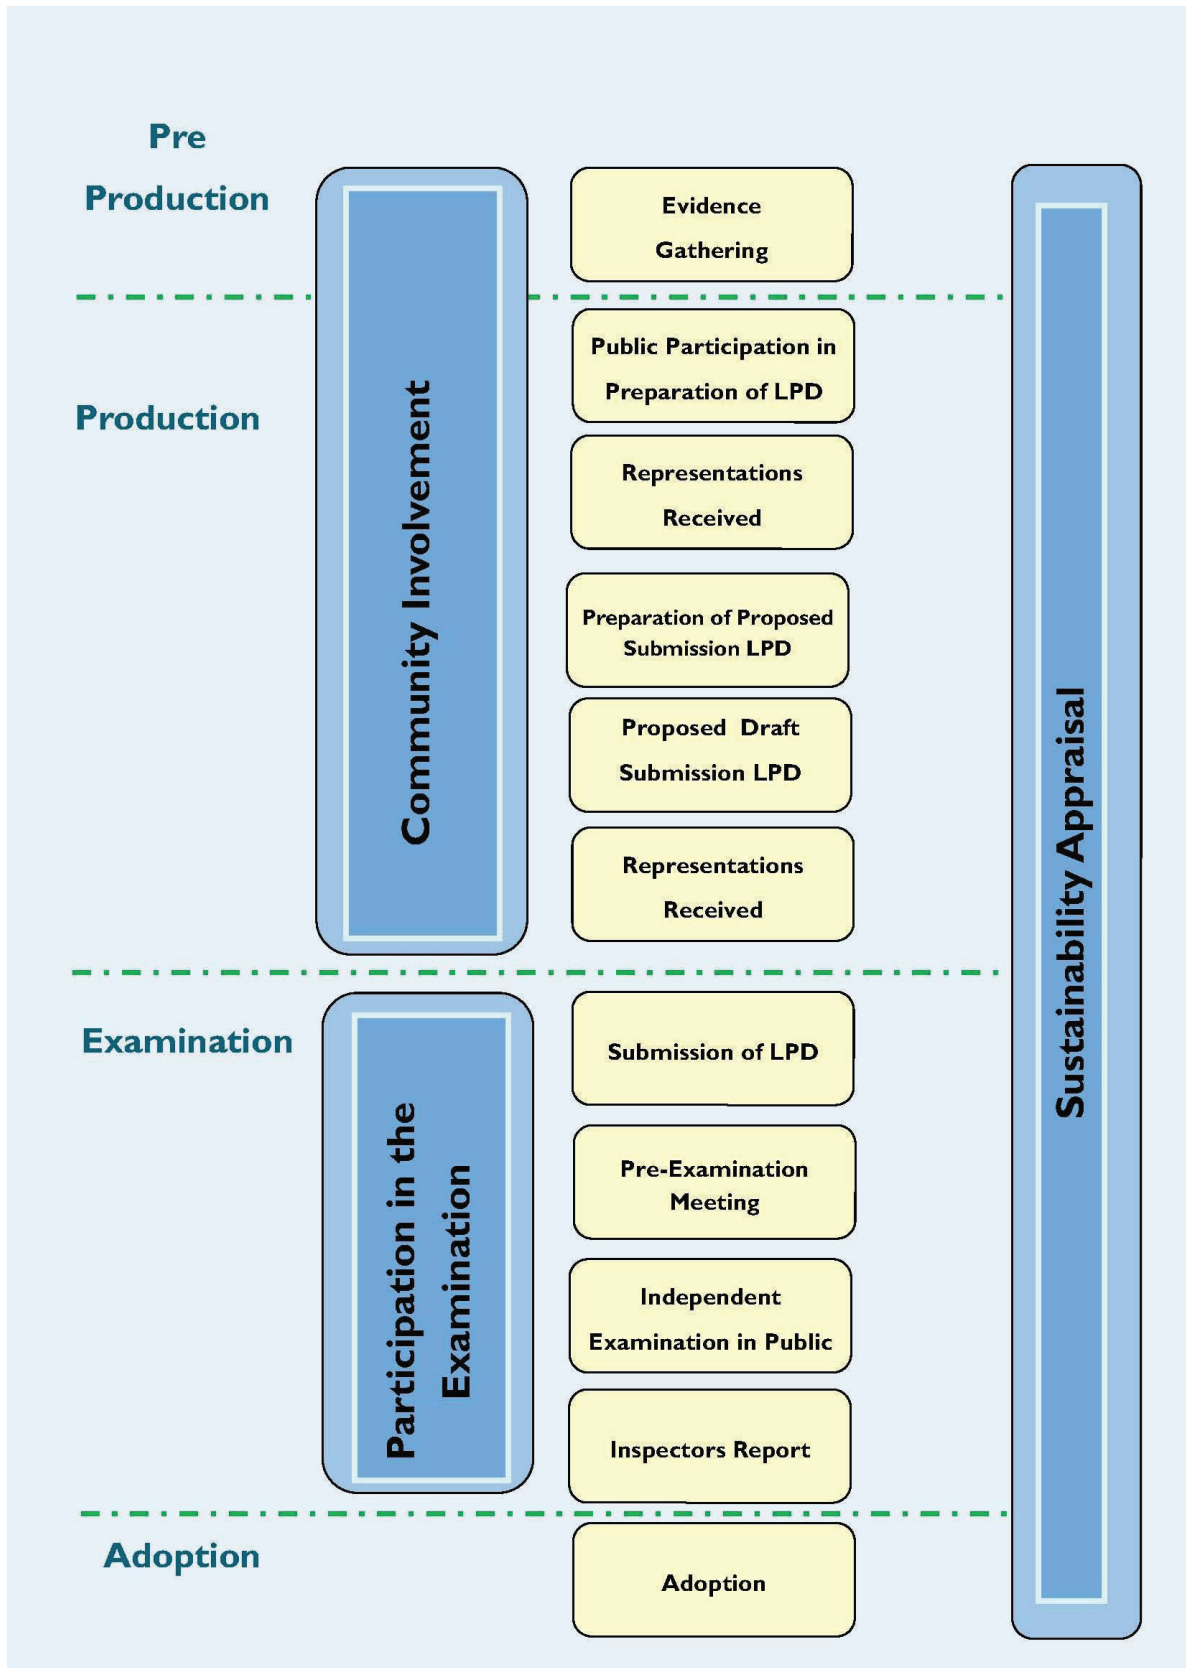 Pre
Production
Evidence
Gathering
Public Participation in
Preparation of LPD
Production
Representations
Received
Community Involvement
Preparation of Proposed
Submission LPD
Proposed Draft
Submission LPD
Representations
Received
Sustainability Appraisal
Examination
Submission of LPD
Participation in the
Examination
Pre-Examination
Meeting
Independent
Examination in Public
Inspectors Report
Adoption
Adoption